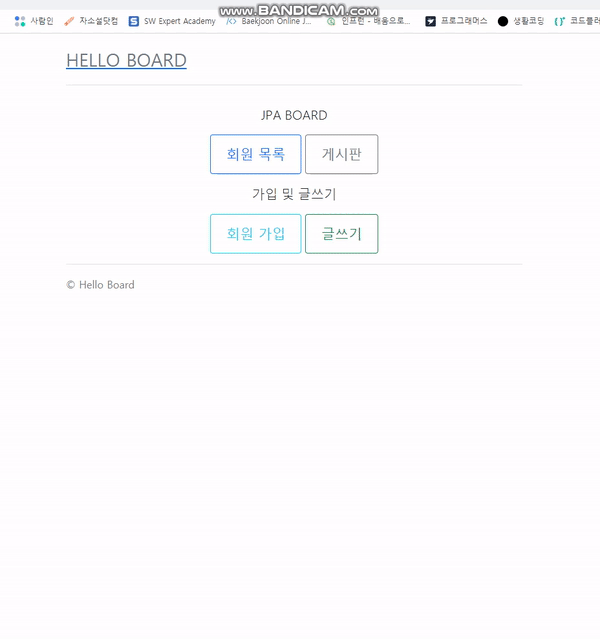 www.BANDICAM.com
사람인 자소설닷컴 SW Expert Academy Baekjoon Online J... 인프런 - 배움으로... 프로그래머스 생활코딩 코드플러
HELLO BOARD
JPA BOARD
회원 목록 게시판
가입 및 글쓰기
회원 가입 글쓰기
© Hello Board